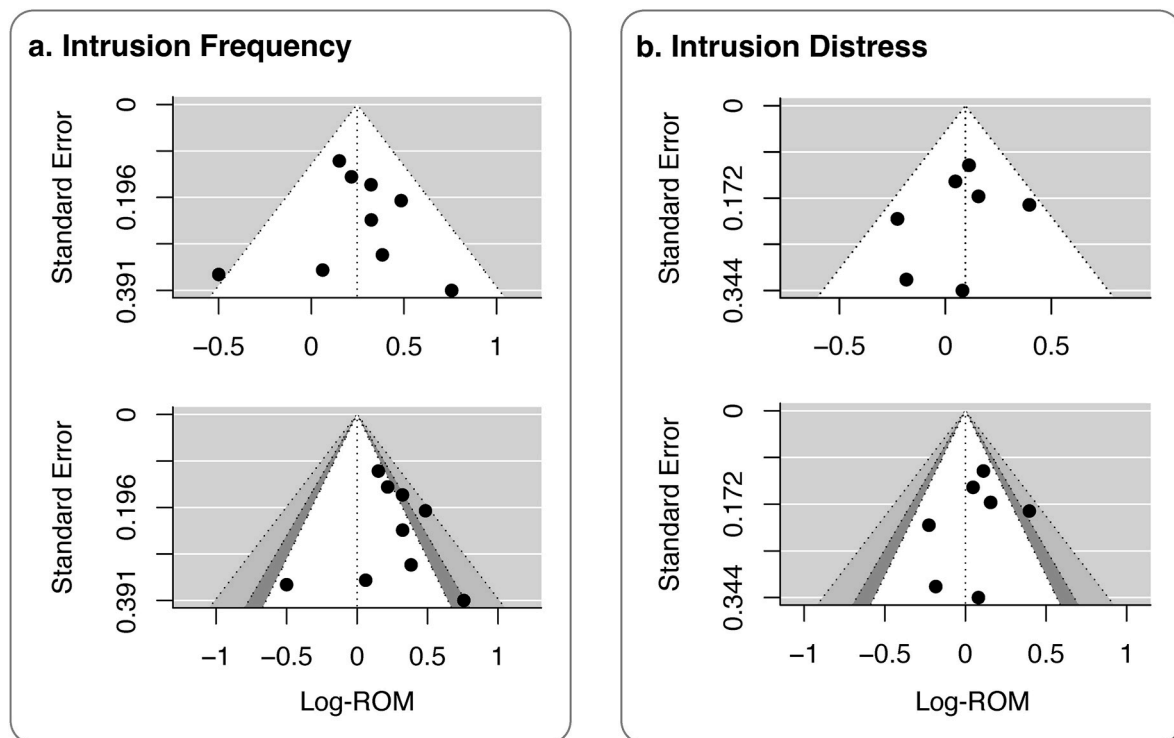 a. Intrusion Frequency
Standard Error
0
0.196
0.391
−0.5 0 0.5 1
Standard Error
0
0.196
0.391
−1 −0.5 0 0.5 1
Log-ROM
b. Intrusion Distress
Standard Error
0
0.172
0.344
−0.5 0 0.5
Standard Error
0
0.172
0.344
−1 −0.5 0 0.5 1
Log-ROM